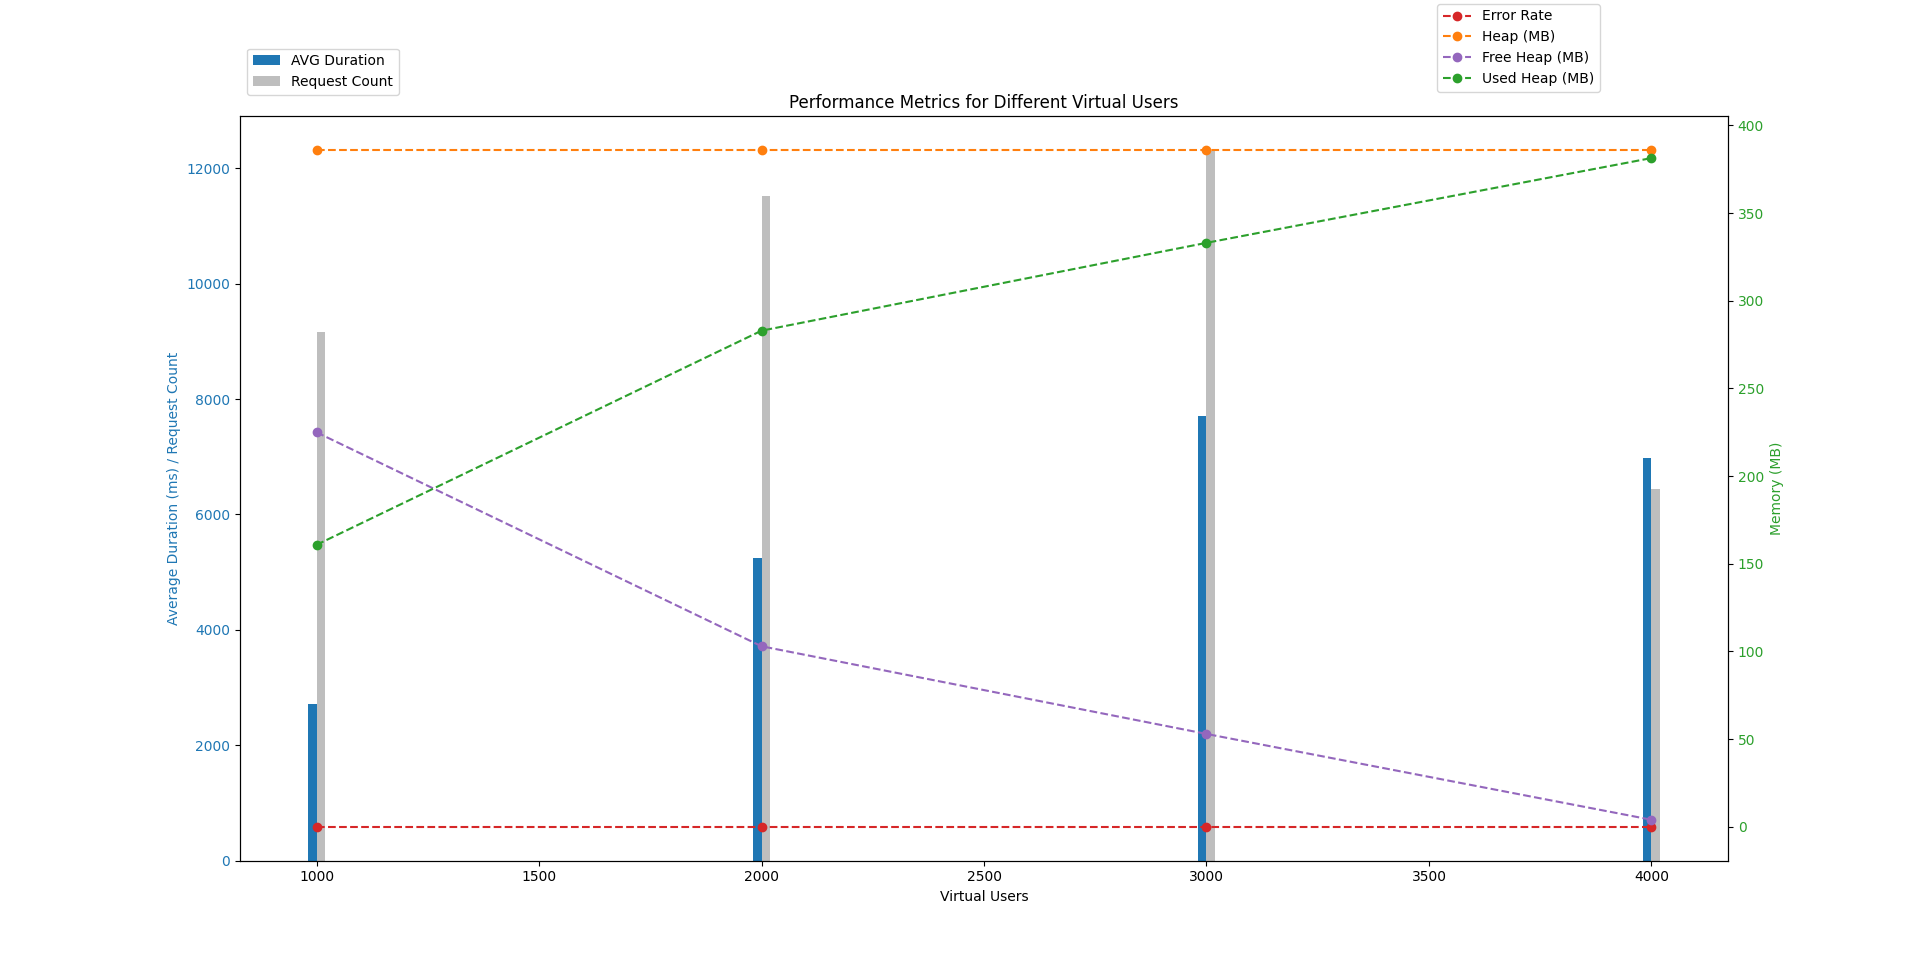 Error Rate
Heap (MB)
Free Heap (MB)
Used Heap (MB)
AVG Duration
Request Count
Performance Metrics for Different Virtual Users
Average Duration (ms) / Request Count
12000
10000
8000
6000
4000
2000
0
400
350
300
250
200
150
100
50
0
Memory (MB)
1000 1500 2000 2500 3000 3500 4000
Virtual Users